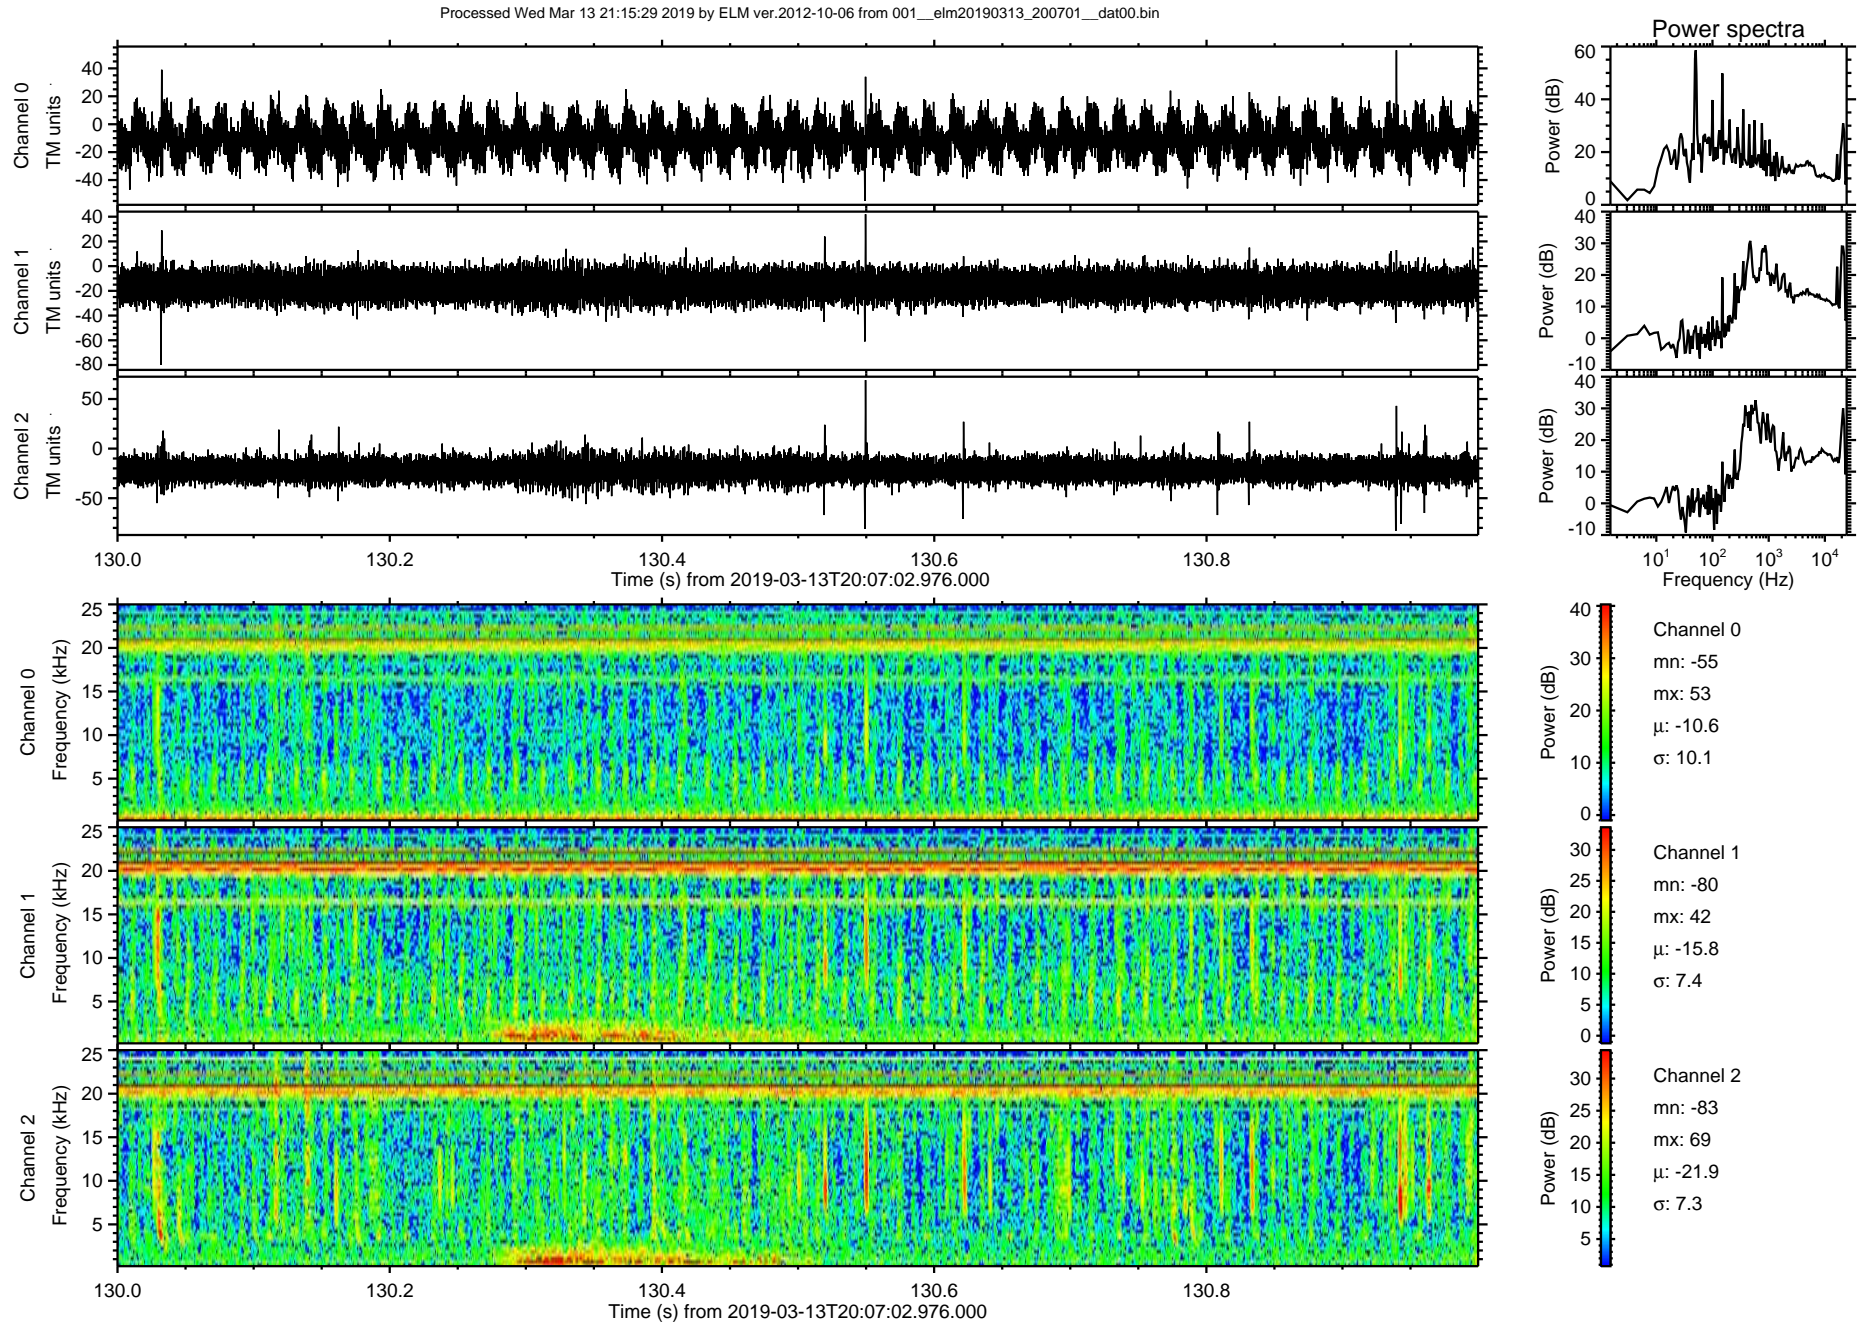 Processed Wed Mar 13 21:15:29 2019 by ELM ver.2012-10-06 from 001__elm20190313_200701__dat00.bin
Power spectra
Channel 0
TM units
40
20
0
-20
-40
Power (dB)
60
40
20
0
Channel 1
TM units
40
20
0
-20
-40
-60
-80
Power (dB)
40
30
20
10
0
-10
Channel 2
TM units
50
0
-50
Power (dB)
40
30
20
10
0
-10
130.0 130.2 130.4 130.6 130.8
Time (s) from 2019-03-13T20:07:02.976.000
10¹ 10² 10³ 10⁴
Frequency (Hz)
Channel 0
Frequency (kHz)
25
20
15
10
5
Power (dB)
40
30
20
10
0
Channel 0
mn: -55
mx: 53
µ: -10.6
σ: 10.1
Channel 1
Frequency (kHz)
25
20
15
10
5
Power (dB)
30
25
20
15
10
5
0
Channel 1
mn: -80
mx: 42
µ: -15.8
σ: 7.4
Channel 2
Frequency (kHz)
25
20
15
10
5
Power (dB)
30
25
20
15
10
5
Channel 2
mn: -83
mx: 69
µ: -21.9
σ: 7.3
130.0 130.2 130.4 130.6 130.8
Time (s) from 2019-03-13T20:07:02.976.000